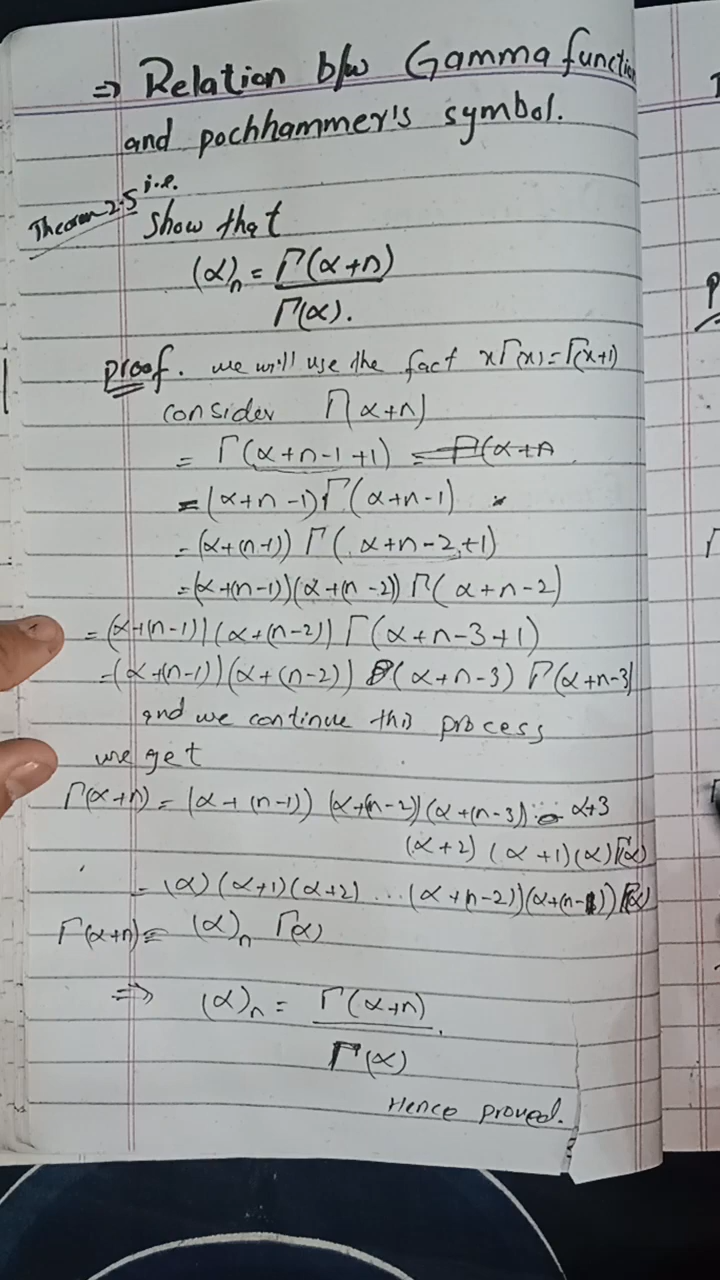 ⇒ Relation b/w Gamma function
and pochhammer's symbol.
i.e.
Theorem 2.5 show that
(α)ₙ = Γ(α+n)
Γ(α).
proof. we will use the fact xΓ(x)=Γ(x+1)
consider Γ(α+n)
= Γ(α+n-1+1) = Γ(α+n
= (α+n-1)Γ(α+n-1)
= (α+(n-1)) Γ(α+n-2+1)
= (α+(n-1))(α+(n-2)) Γ(α+n-2)
= (α+(n-1))(α+(n-2)) Γ(α+n-3+1)
= (α+(n-1))(α+(n-2)) (α+n-3) Γ(α+n-3)
and we continue this process
we get
Γ(α+n) = (α+(n-1)) (α+(n-2)) (α+(n-3)) ... α+3
(α+2) (α+1) (α) Γ(α)
= (α) (α+1) (α+2) ... (α+(n-2)) (α+(n-1)) Γ(α)
Γ(α+n) = (α)ₙ Γ(α)
⇒ (α)ₙ = Γ(α+n)
Γ(α)
Hence proved.